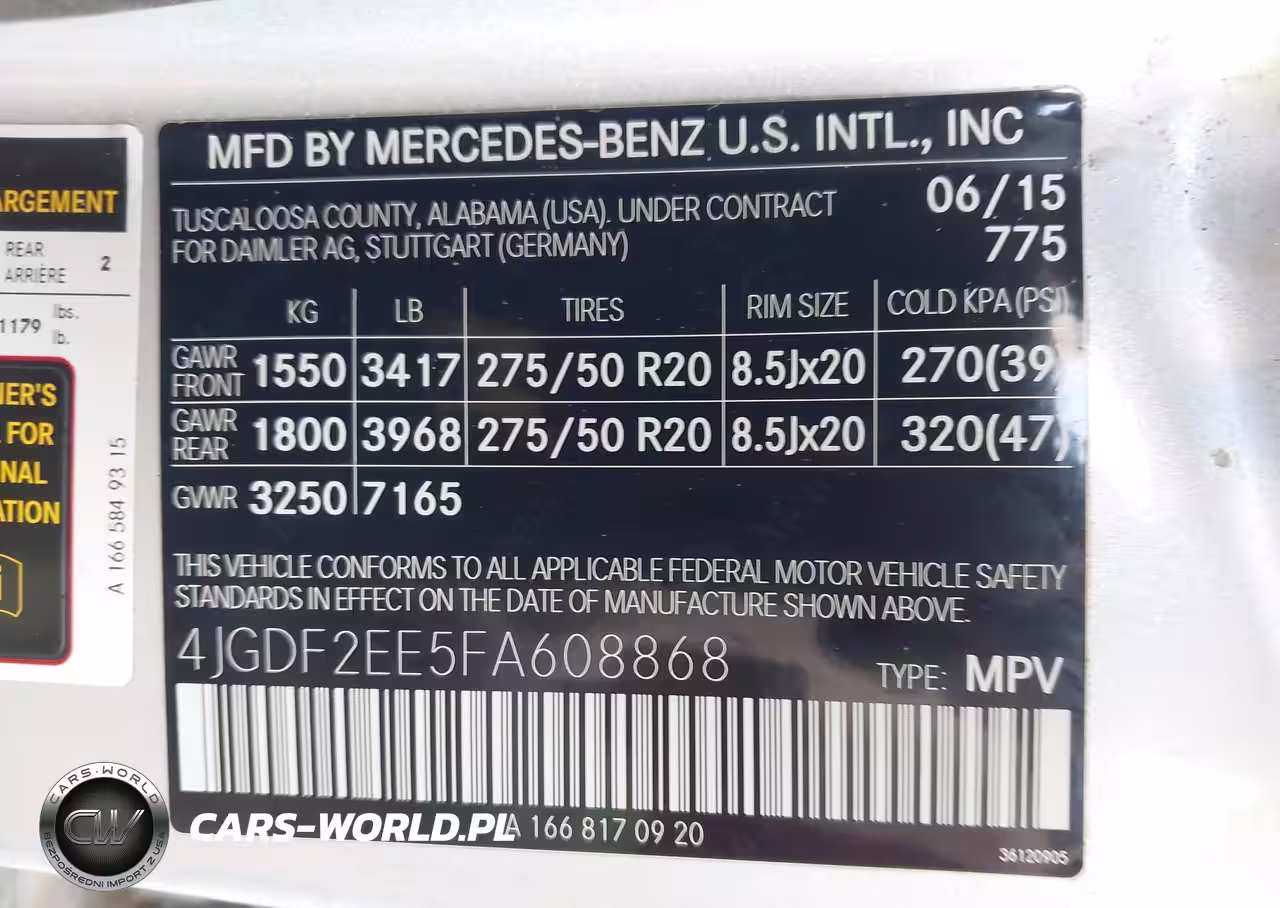 ARGEMENT
REAR
ARRIÈRE 2
1179 lbs.
lb.
FOR
A 166 584 93 15
MFD BY MERCEDES-BENZ U.S. INTL., INC
TUSCALOOSA COUNTY, ALABAMA (USA). UNDER CONTRACT
FOR DAIMLER AG, STUTTGART (GERMANY)
06/15
775
KG LB TIRES RIM SIZE COLD KPA (PSI)
GAWR FRONT 1550 3417 275/50 R20 8.5Jx20 270(39
GAWR REAR 1800 3968 275/50 R20 8.5Jx20 320(47)
GVWR 3250 7165
THIS VEHICLE CONFORMS TO ALL APPLICABLE FEDERAL MOTOR VEHICLE SAFETY
STANDARDS IN EFFECT ON THE DATE OF MANUFACTURE SHOWN ABOVE.
4JGDF2EE5FA608868
TYPE: MPV
A 166 817 09 20
36120905
CARS-WORLD
CW
BEZPOŚREDNI IMPORT Z USA
CARS-WORLD.PL